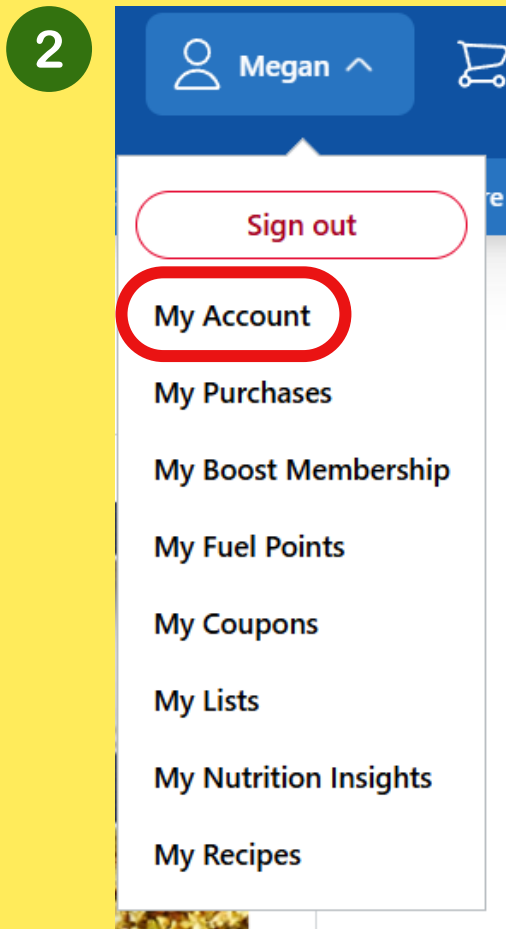 2
Megan
Sign out
My Account
My Purchases
My Boost Membership
My Fuel Points
My Coupons
My Lists
My Nutrition Insights
My Recipes